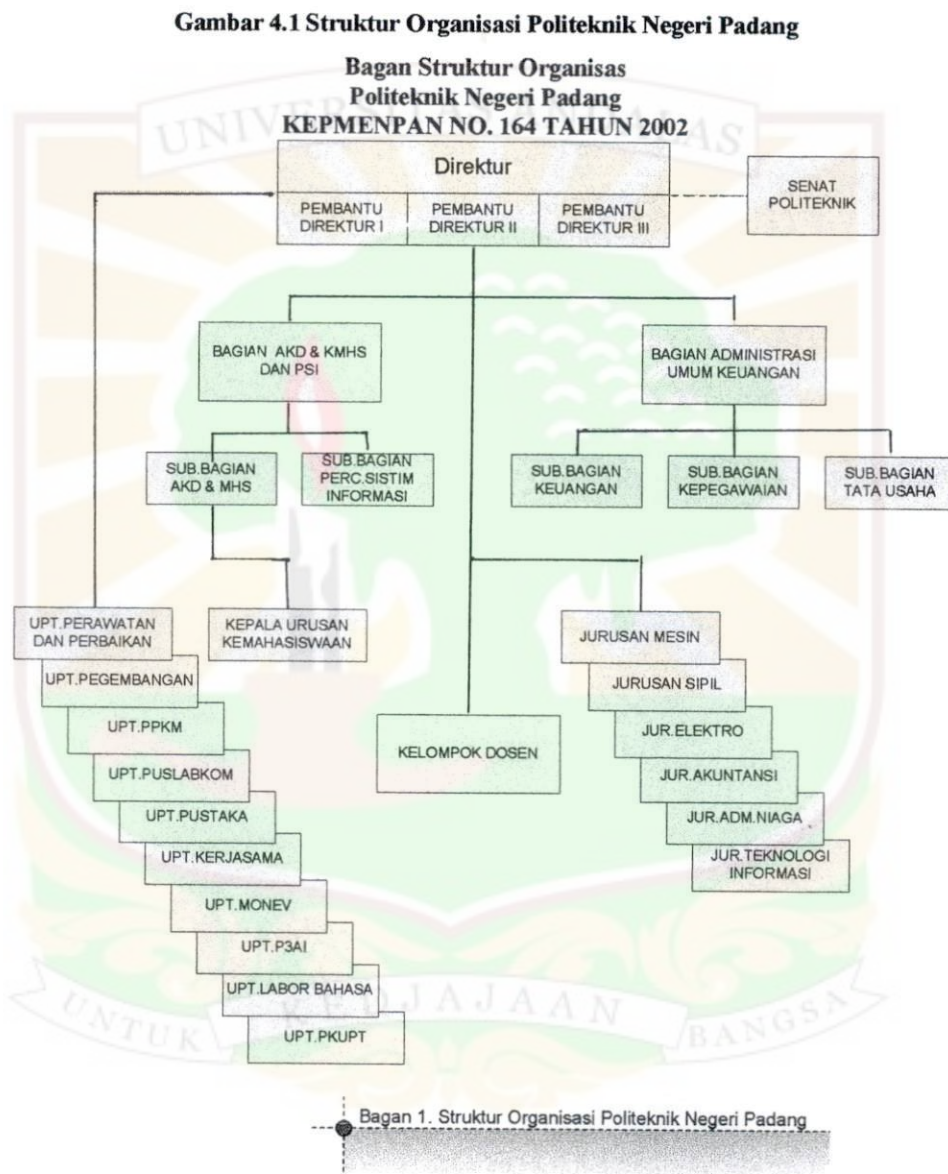 Gambar 4.1 Struktur Organisasi Politeknik Negeri Padang
Bagan Struktur Organisas
Politeknik Negeri Padang
KEPMENPAN NO. 164 TAHUN 2002
UNIVERSITAS ANDALAS
Direktur
SENAT
POLITEKNIK
PEMBANTU
DIREKTUR I
PEMBANTU
DIREKTUR II
PEMBANTU
DIREKTUR III
BAGIAN AKD & KMHS
DAN PSI
BAGIAN ADMINISTRASI
UMUM KEUANGAN
SUB.BAGIAN
AKD & MHS
SUB.BAGIAN
PERC.SISTIM
INFORMASI
SUB.BAGIAN
KEUANGAN
SUB.BAGIAN
KEPEGAWAIAN
SUB.BAGIAN
TATA USAHA
UPT.PERAWATAN
DAN PERBAIKAN
KEPALA URUSAN
KEMAHASISWAAN
JURUSAN MESIN
UPT.PEGEMBANGAN
JURUSAN SIPIL
UPT.PPKM
JUR.ELEKTRO
KELOMPOK DOSEN
UPT.PUSLABKOM
JUR.AKUNTANSI
UPT.PUSTAKA
JUR.ADM.NIAGA
UPT.KERJASAMA
JUR.TEKNOLOGI
INFORMASI
UPT.MONEV
UPT.P3AI
UPT.LABOR BAHASA
UPT.PKUPT
UNTUK KEDJAJAAN BANGSA
Bagan 1. Struktur Organisasi Politeknik Negeri Padang